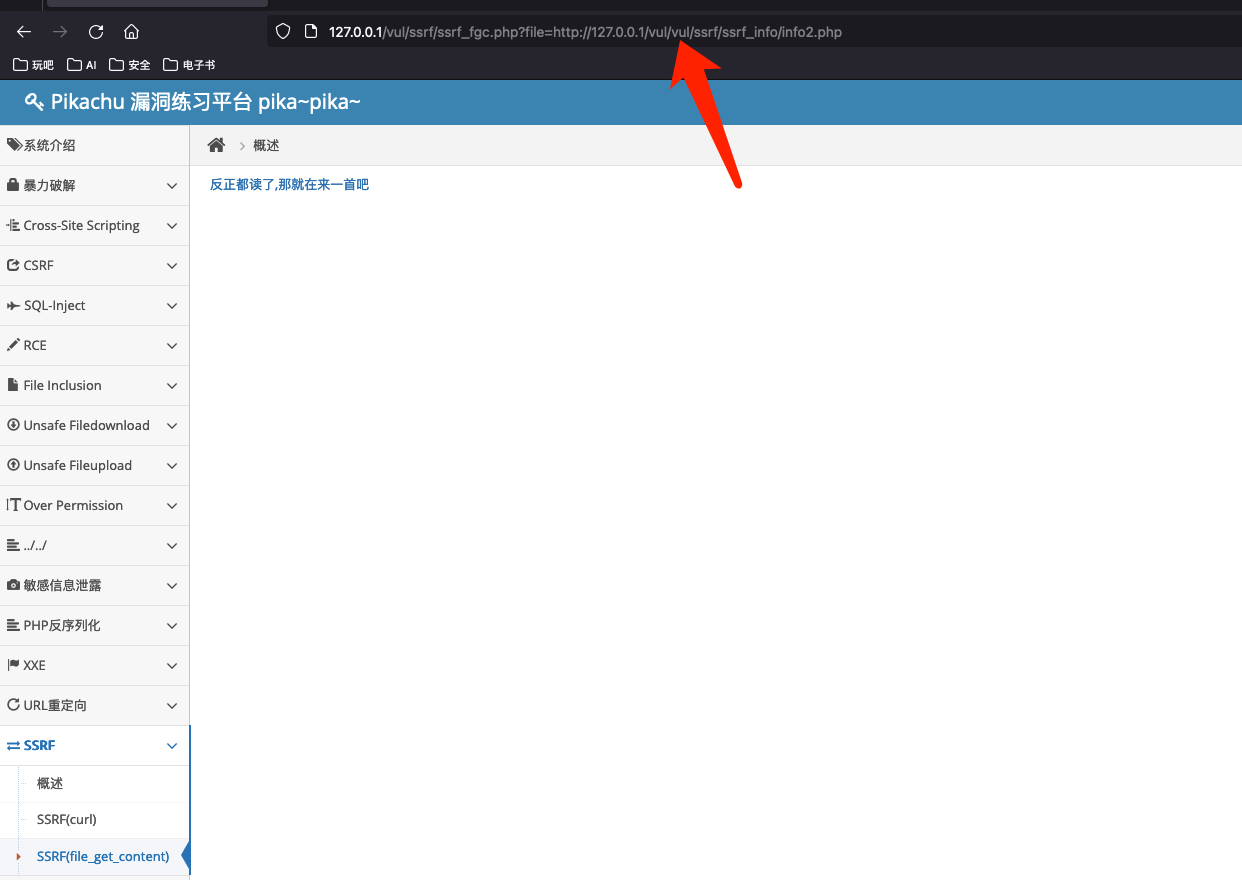 127.0.0.1/vul/ssrf/ssrf_fgc.php?file=http://127.0.0.1/vul/vul/ssrf/ssrf_info/info2.php
玩吧 AI 安全 电子书
Pikachu 漏洞练习平台 pika~pika~
系统介绍
概述
暴力破解
反正都读了,那就在来一首吧
Cross-Site Scripting
CSRF
SQL-Inject
RCE
File Inclusion
Unsafe Filedownload
Unsafe Fileupload
Over Permission
../../
敏感信息泄露
PHP反序列化
XXE
URL重定向
SSRF
概述
SSRF(curl)
SSRF(file_get_content)